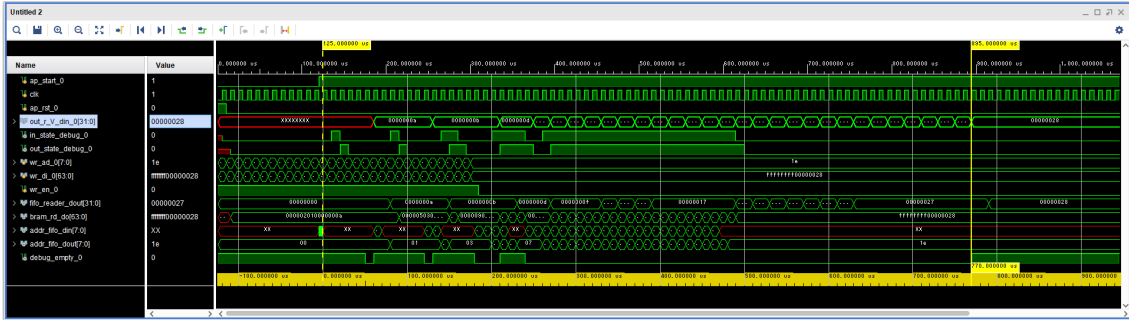 Untitled 2
125.000000 us
895.000000 us
Name
Value
0.000000 us
100.000000 us
200.000000 us
300.000000 us
400.000000 us
500.000000 us
600.000000 us
700.000000 us
800.000000 us
900.000000 us
1,000.000000 us
ap_start_0
1
clk
1
ap_rst_0
0
out_r_V_din_0[31:0]
00000028
XXXXXXXX
0000000a
0000000b
0000000d
00000028
in_state_debug_0
0
out_state_debug_0
0
wr_ad_0[7:0]
1e
1e
wr_di_0[63:0]
ffffffff00000028
ffffffff00000028
wr_en_0
0
fifo_reader_dout[31:0]
00000027
00000000
0000000a
0000000b
0000000d
0000000f
00000017
00000027
00000028
bram_rd_do[63:0]
ffffffff00000028
000002010000000a
000005030...
0000090...
00...
ffffffff00000028
addr_fifo_din[7:0]
XX
XX
XX
XX
XX
XX
XX
XX
addr_fifo_dout[7:0]
1e
00
01
03
07
1e
debug_empty_0
0
770.000000 us
-100.000000 us
0.000000 us
100.000000 us
200.000000 us
300.000000 us
400.000000 us
500.000000 us
600.000000 us
700.000000 us
800.000000 us
900.000000